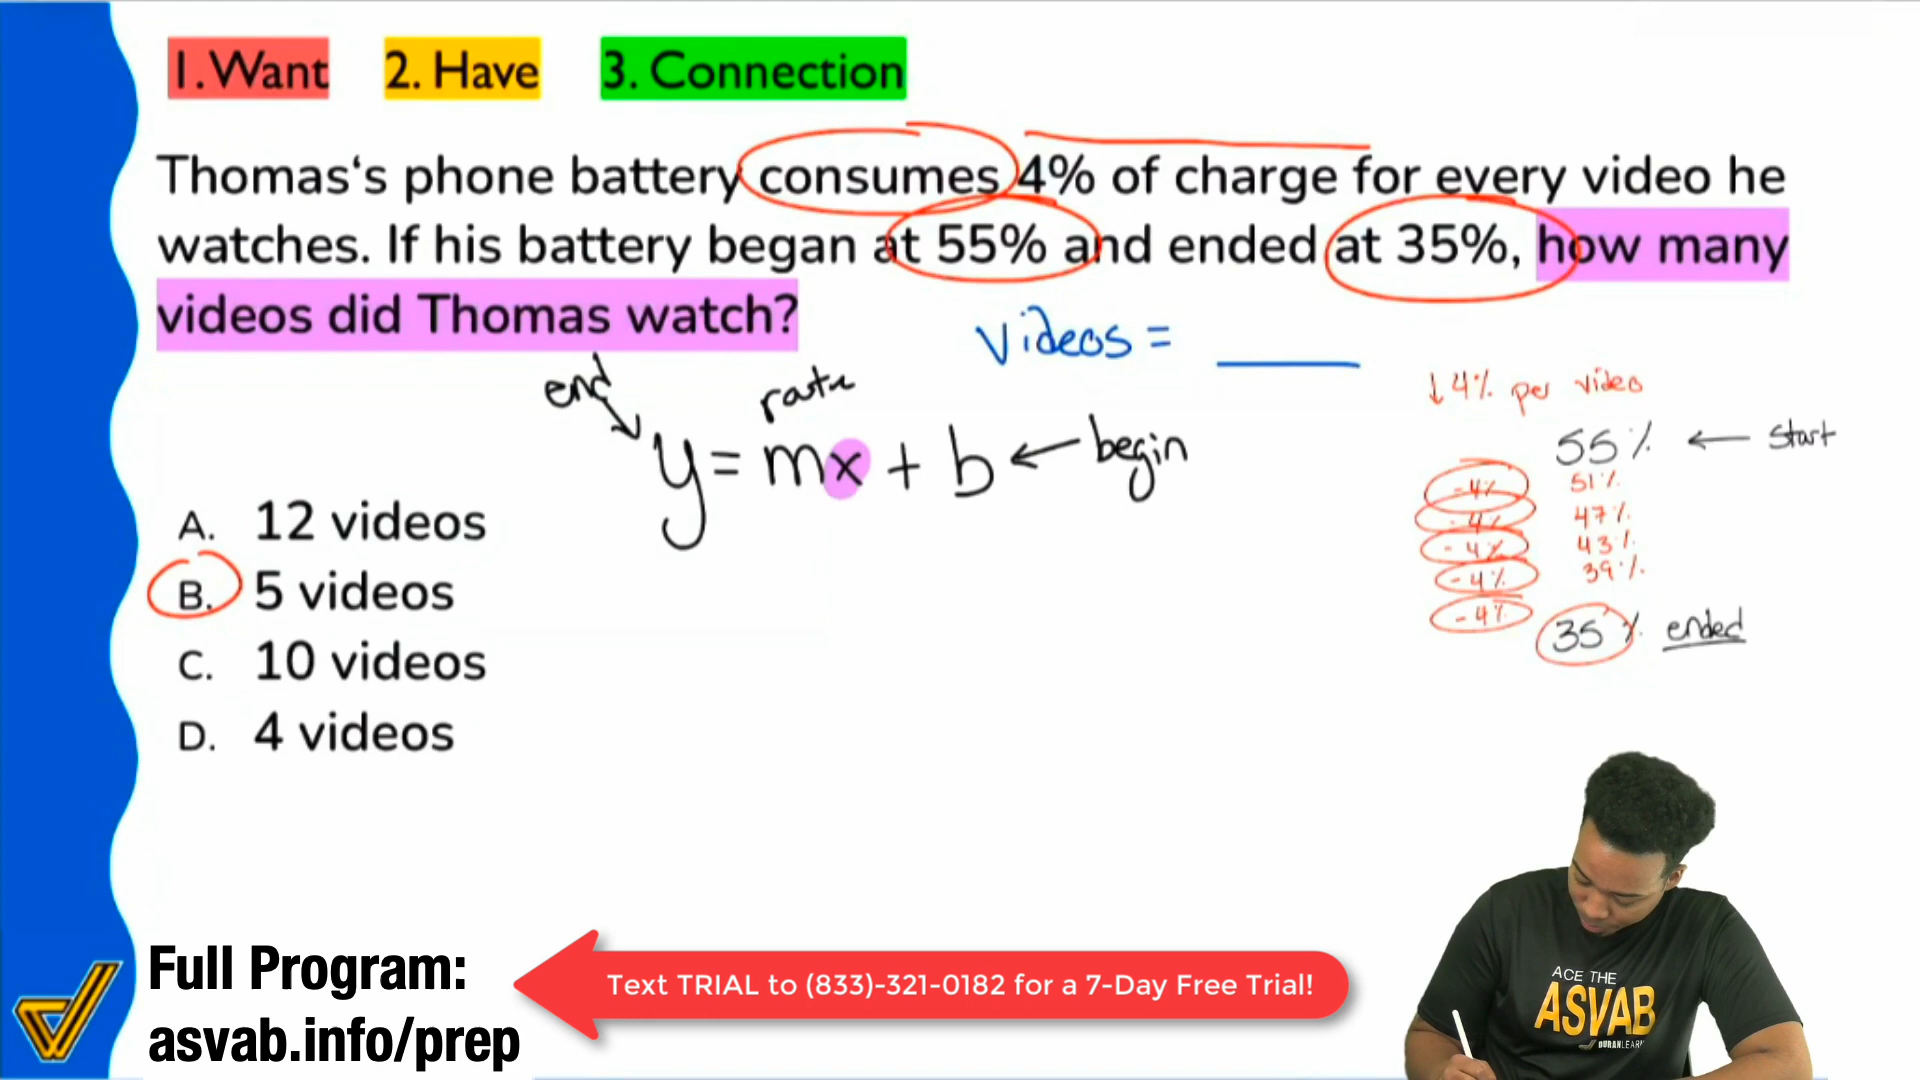 1. Want 2. Have 3. Connection
Thomas‘s phone battery consumes 4% of charge for every video he
watches. If his battery began at 55% and ended at 35%, how many
videos did Thomas watch?
videos =
end
rate
y = mx + b ← begin
↓4% per video
55% ← start
-4% 51%
-4% 47%
-4% 43%
-4% 39%
-4%
35% ended
A. 12 videos
B. 5 videos
C. 10 videos
D. 4 videos
Full Program:
asvab.info/prep
Text TRIAL to (833)-321-0182 for a 7-Day Free Trial!
ACE THE
ASVAB